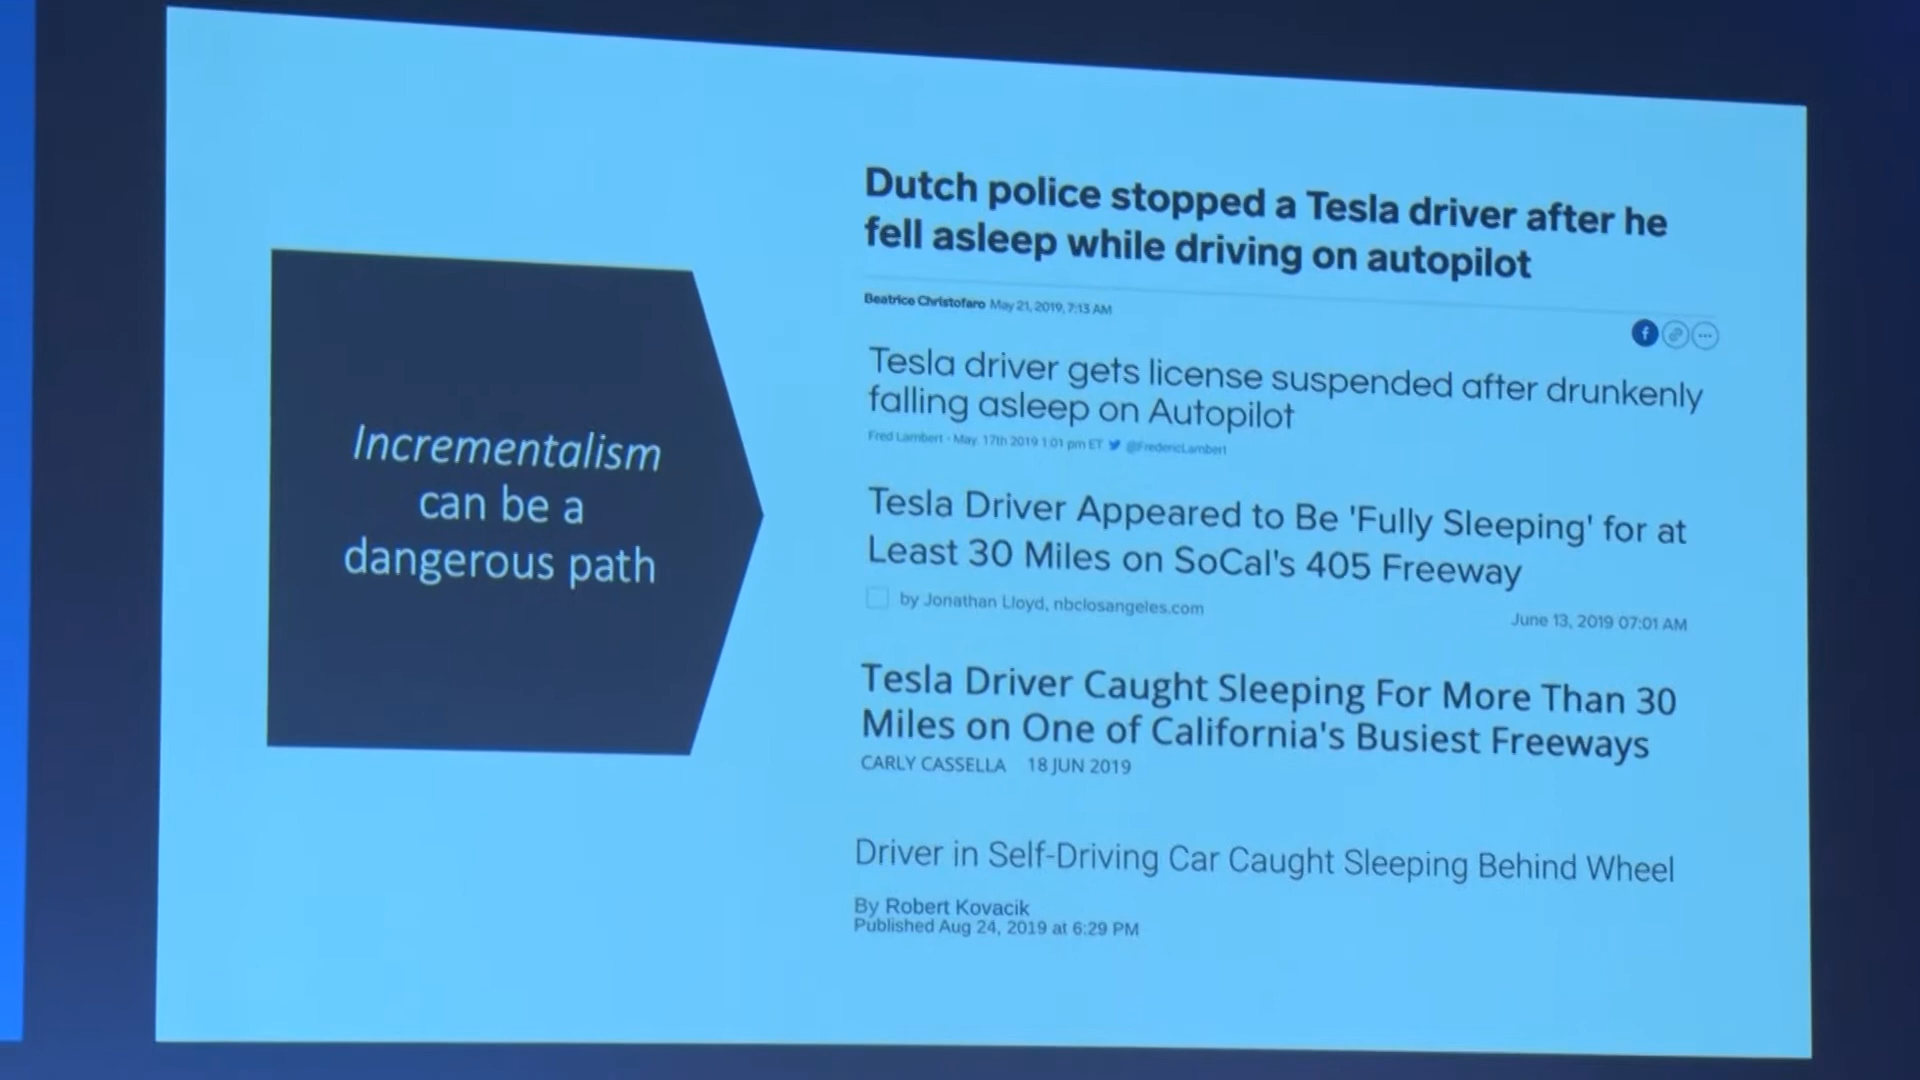 Incrementalism
can be a
dangerous path
Dutch police stopped a Tesla driver after he
fell asleep while driving on autopilot
Beatrice Christofaro May 21, 2019, 7:13 AM
Tesla driver gets license suspended after drunkenly
falling asleep on Autopilot
Fred Lambert - May. 17th 2019 1:01 pm ET @FredericLambert
Tesla Driver Appeared to Be 'Fully Sleeping' for at
Least 30 Miles on SoCal's 405 Freeway
by Jonathan Lloyd, nbclosangeles.com
June 13, 2019 07:01 AM
Tesla Driver Caught Sleeping For More Than 30
Miles on One of California's Busiest Freeways
CARLY CASSELLA 18 JUN 2019
Driver in Self-Driving Car Caught Sleeping Behind Wheel
By Robert Kovacik
Published Aug 24, 2019 at 6:29 PM